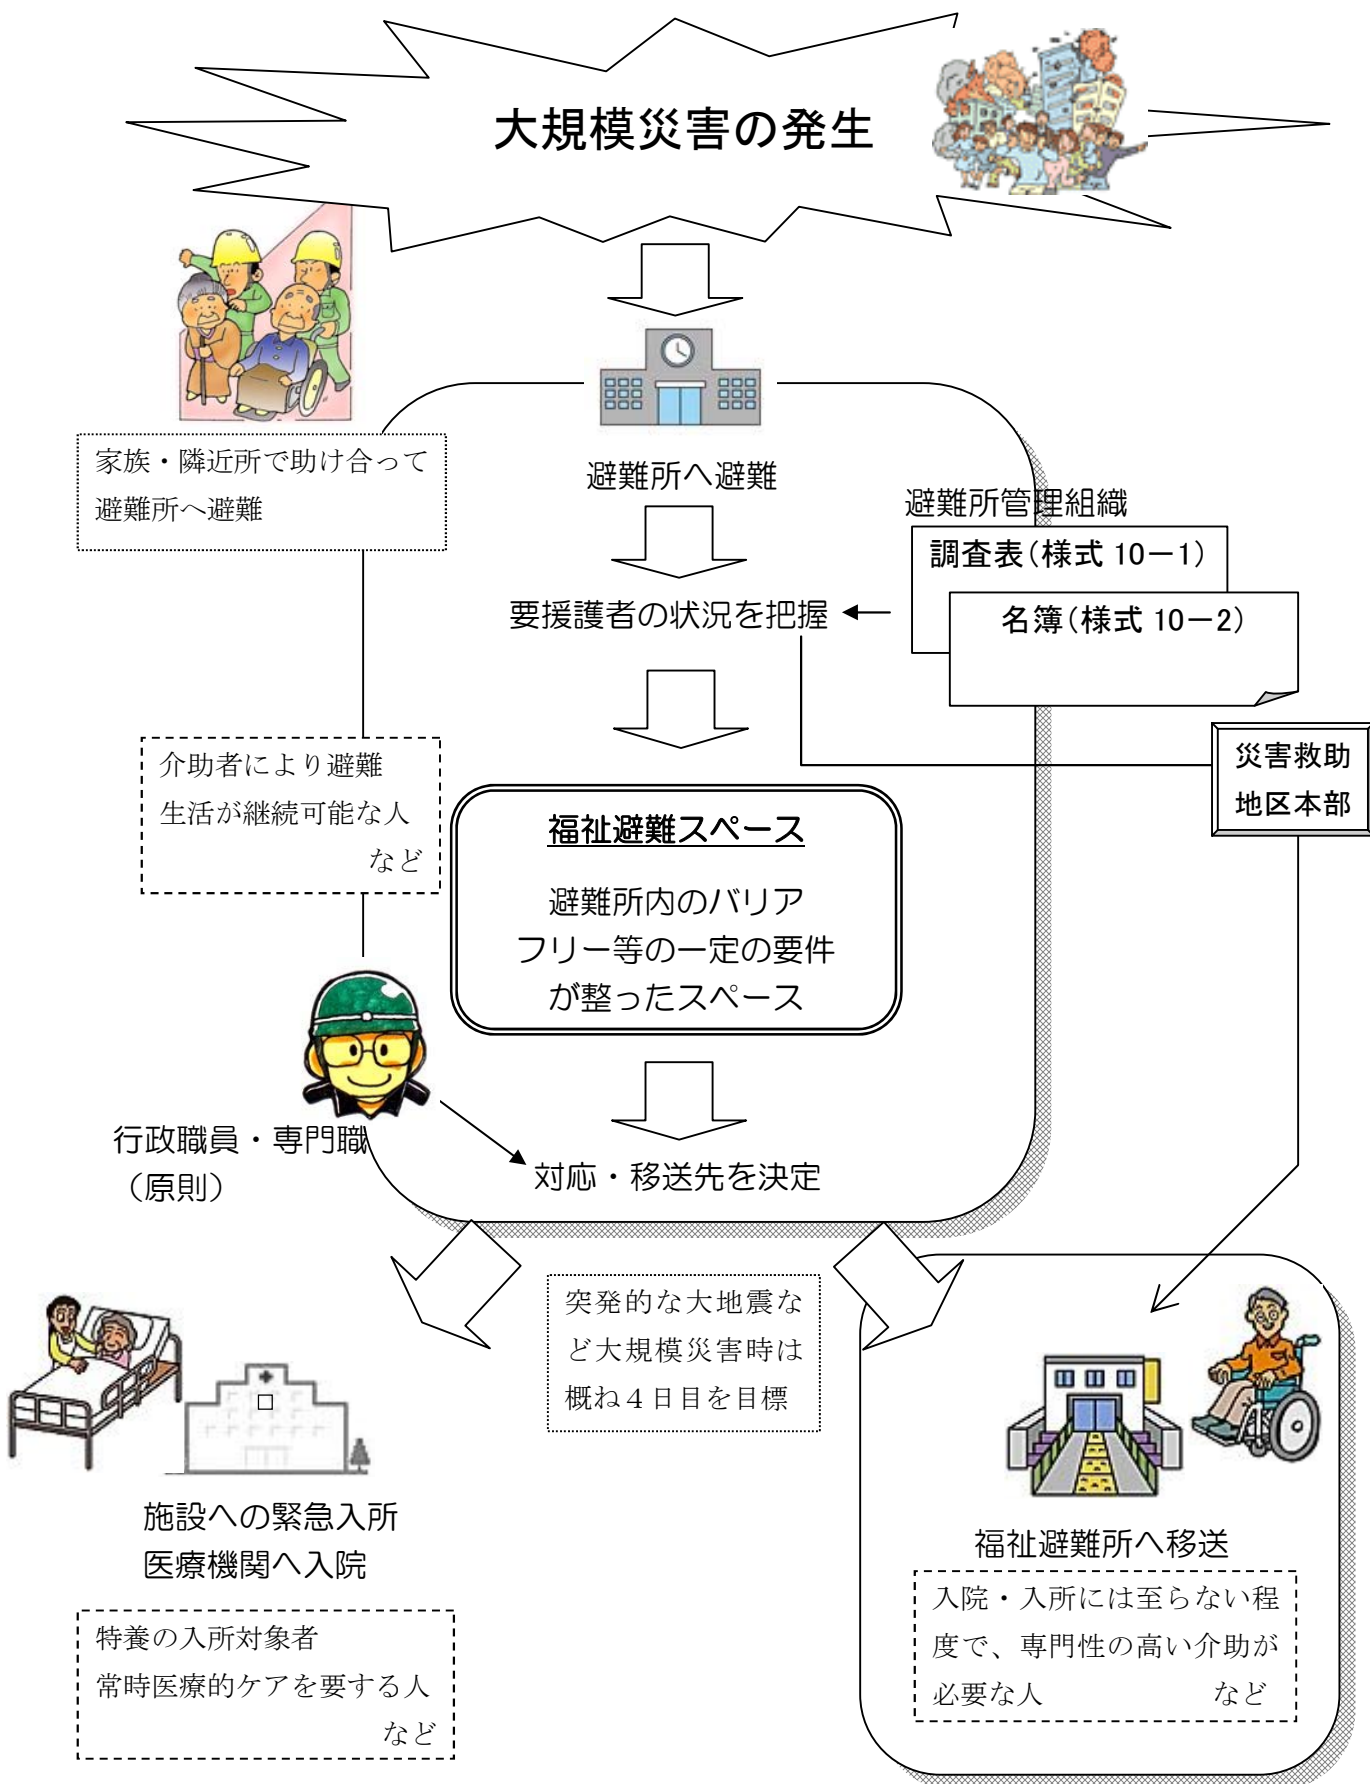 大規模災害の発生
家族・隣近所で助け合って
避難所へ避難
避難所へ避難
避難所管理組織
調査表(様式 10－1)
名簿(様式 10－2)
要援護者の状況を把握
災害救助
地区本部
介助者により避難
生活が継続可能な人
など
福祉避難スペース
避難所内のバリア
フリー等の一定の要件
が整ったスペース
行政職員・専門職
（原則）
対応・移送先を決定
突発的な大地震な
ど大規模災害時は
概ね４日目を目標
施設への緊急入所
医療機関へ入院
特養の入所対象者
常時医療的ケアを要する人
など
福祉避難所へ移送
入院・入所には至らない程
度で、専門性の高い介助が
必要な人 など